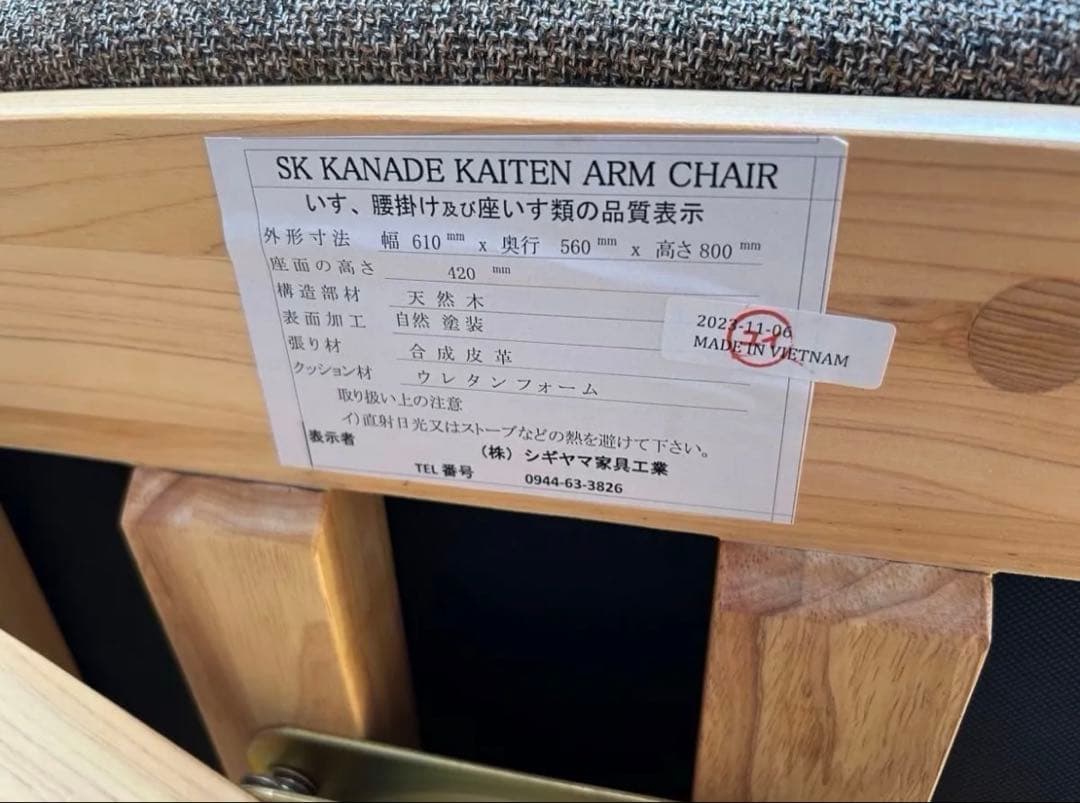 SK KANADE KAITEN ARM CHAIR
いす、腰掛け及び座いす類の品質表示
外形寸法 幅 610 mm x 奥行 560 mm x 高さ 800 mm
座面の高さ 420 mm
構造部材 天然木
表面加工 自然塗装
張り材 合成皮革
クッション材 ウレタンフォーム
取り扱い上の注意
イ)直射日光又はストーブなどの熱を避けて下さい。
表示者 (株) シギヤマ家具工業
TEL 番号 0944-63-3826
2023-11-06
MADE IN VIETNAM